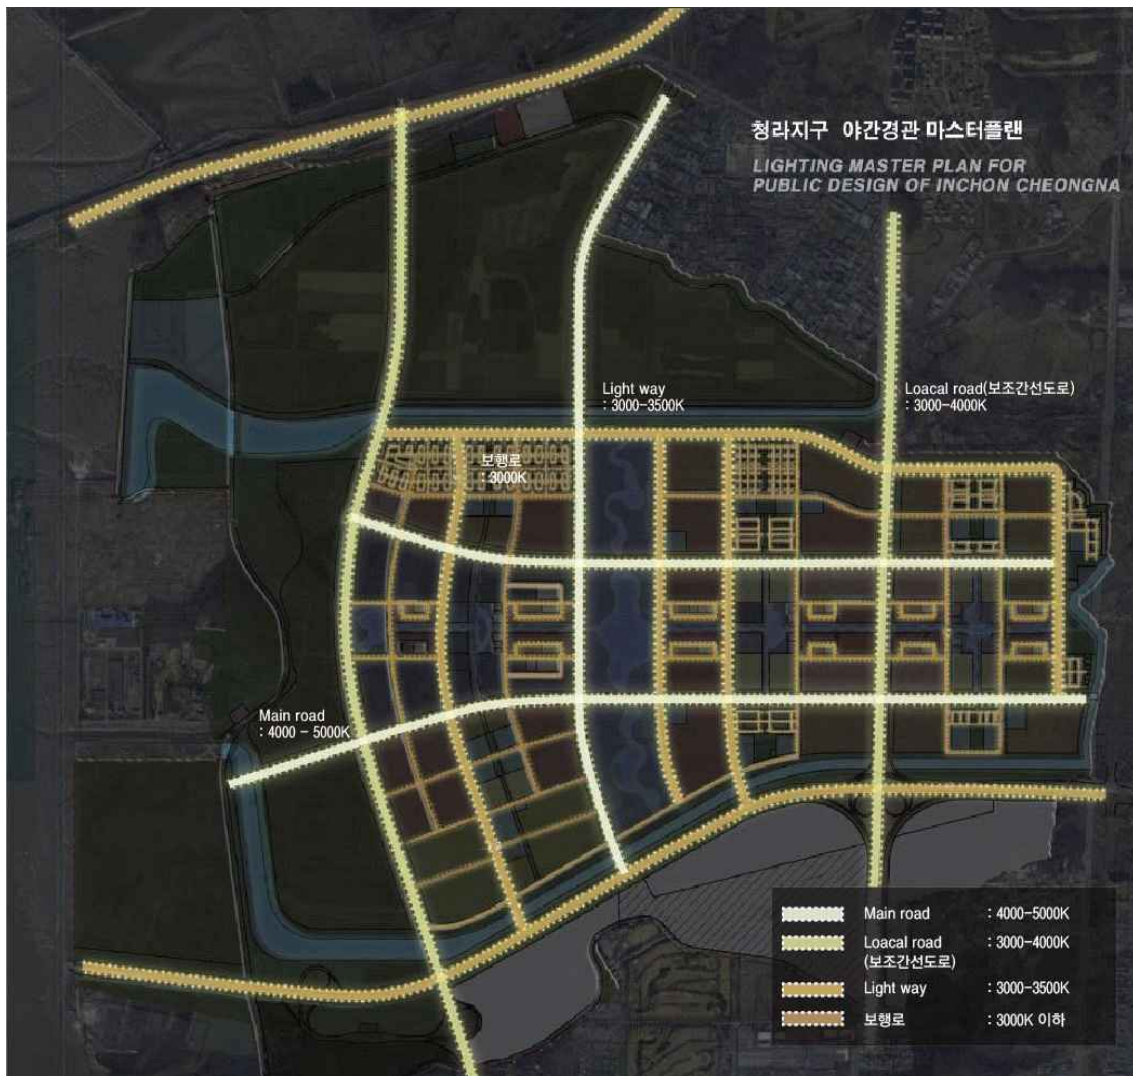 청라지구 야간경관 마스터플랜
LIGHTING MASTER PLAN FOR
PUBLIC DESIGN OF INCHON CHEONGNA
Light way
: 3000-3500K
Loacal road(보조간선도로)
: 3000-4000K
보행로
: 3000K
Main road
: 4000 - 5000K
Main road : 4000-5000K
Loacal road : 3000-4000K
(보조간선도로)
Light way : 3000-3500K
보행로 : 3000K 이하